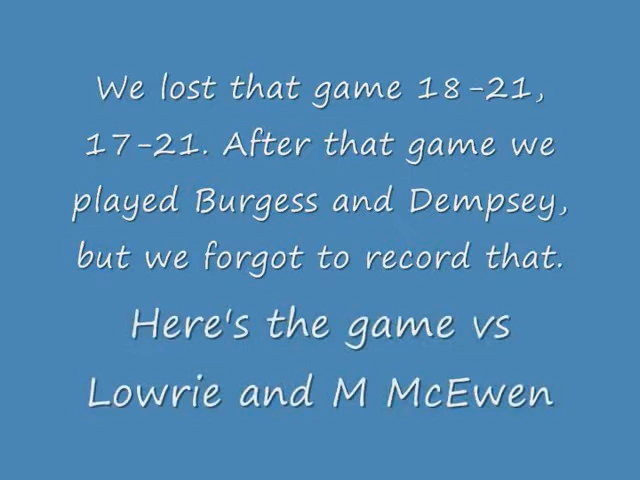 We lost that game 18-21,
17-21. After that game we
played Burgess and Dempsey,
but we forgot to record that.
Here's the game vs
Lowrie and M McEwen